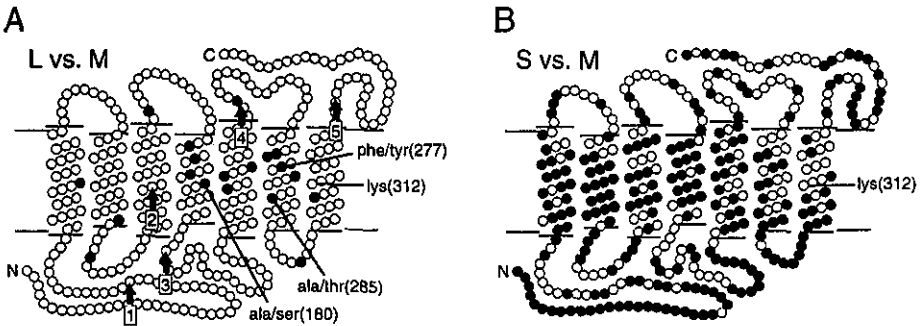 A
L vs. M
C
4
5
phe/tyr(277)
lys(312)
2
N
3
1
ala/thr(285)
ala/ser(180)
B
S vs. M
C
lys(312)
N